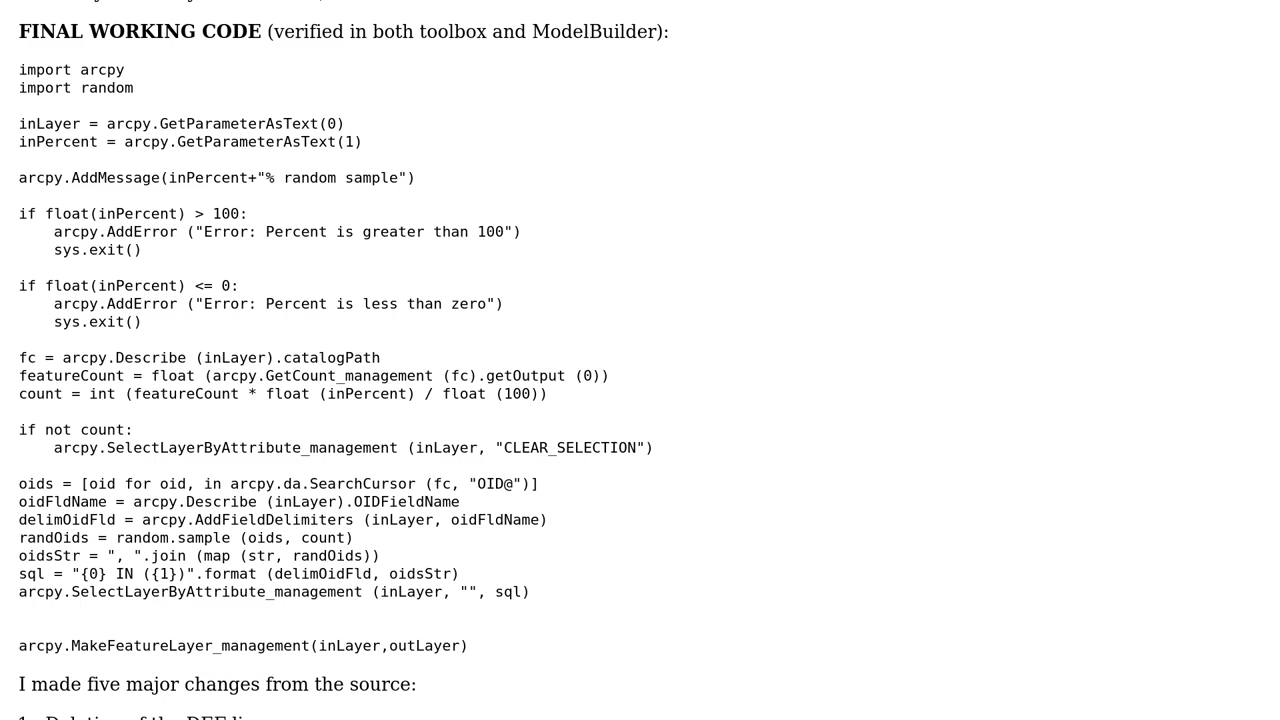 FINAL WORKING CODE (verified in both toolbox and ModelBuilder):
import arcpy
import random
inLayer = arcpy.GetParameterAsText(0)
inPercent = arcpy.GetParameterAsText(1)
arcpy.AddMessage(inPercent+"% random sample")
if float(inPercent) > 100:
    arcpy.AddError ("Error: Percent is greater than 100")
    sys.exit()
if float(inPercent) <= 0:
    arcpy.AddError ("Error: Percent is less than zero")
    sys.exit()
fc = arcpy.Describe (inLayer).catalogPath
featureCount = float (arcpy.GetCount_management (fc).getOutput (0))
count = int (featureCount * float (inPercent) / float (100))
if not count:
    arcpy.SelectLayerByAttribute_management (inLayer, "CLEAR_SELECTION")
oids = [oid for oid, in arcpy.da.SearchCursor (fc, "OID@")]
oidFldName = arcpy.Describe (inLayer).OIDFieldName
delimOidFld = arcpy.AddFieldDelimiters (inLayer, oidFldName)
randOids = random.sample (oids, count)
oidsStr = ", ".join (map (str, randOids))
sql = "{0} IN ({1})".format (delimOidFld, oidsStr)
arcpy.SelectLayerByAttribute_management (inLayer, "", sql)
arcpy.MakeFeatureLayer_management(inLayer,outLayer)
I made five major changes from the source: